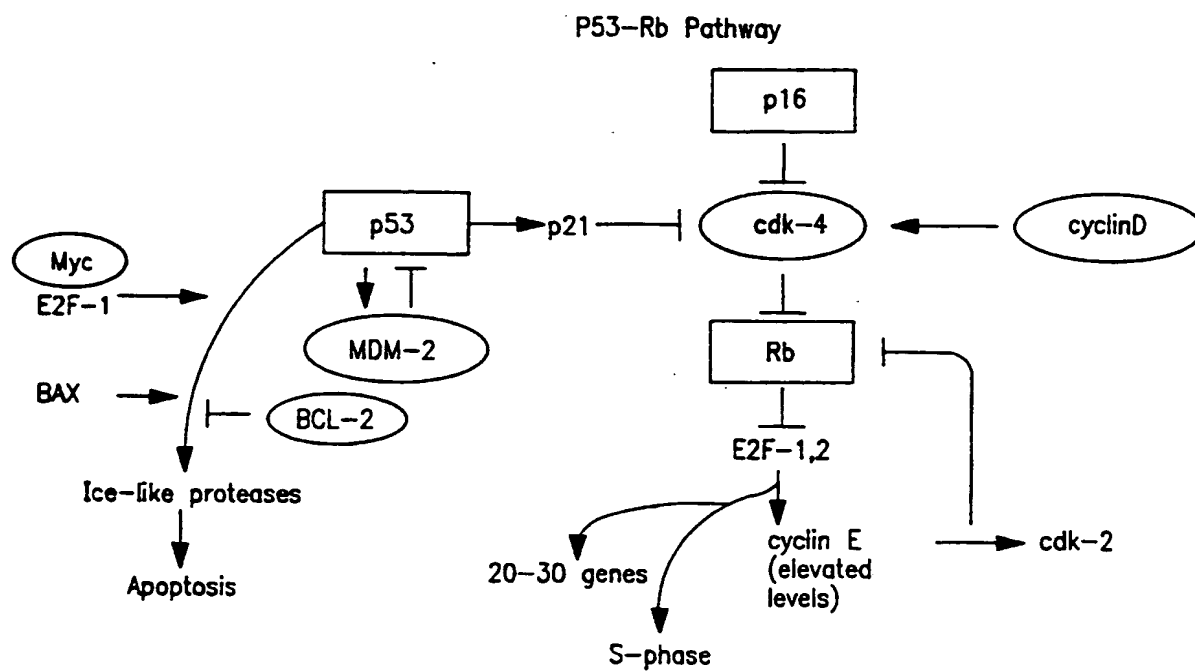 P53-Rb Pathway
p16
p53
p21
cdk-4
cyclinD
Myc
E2F-1
MDM-2
Rb
BAX
BCL-2
E2F-1,2
Ice-like proteases
cyclin E
(elevated
levels)
cdk-2
20-30 genes
Apoptosis
S-phase